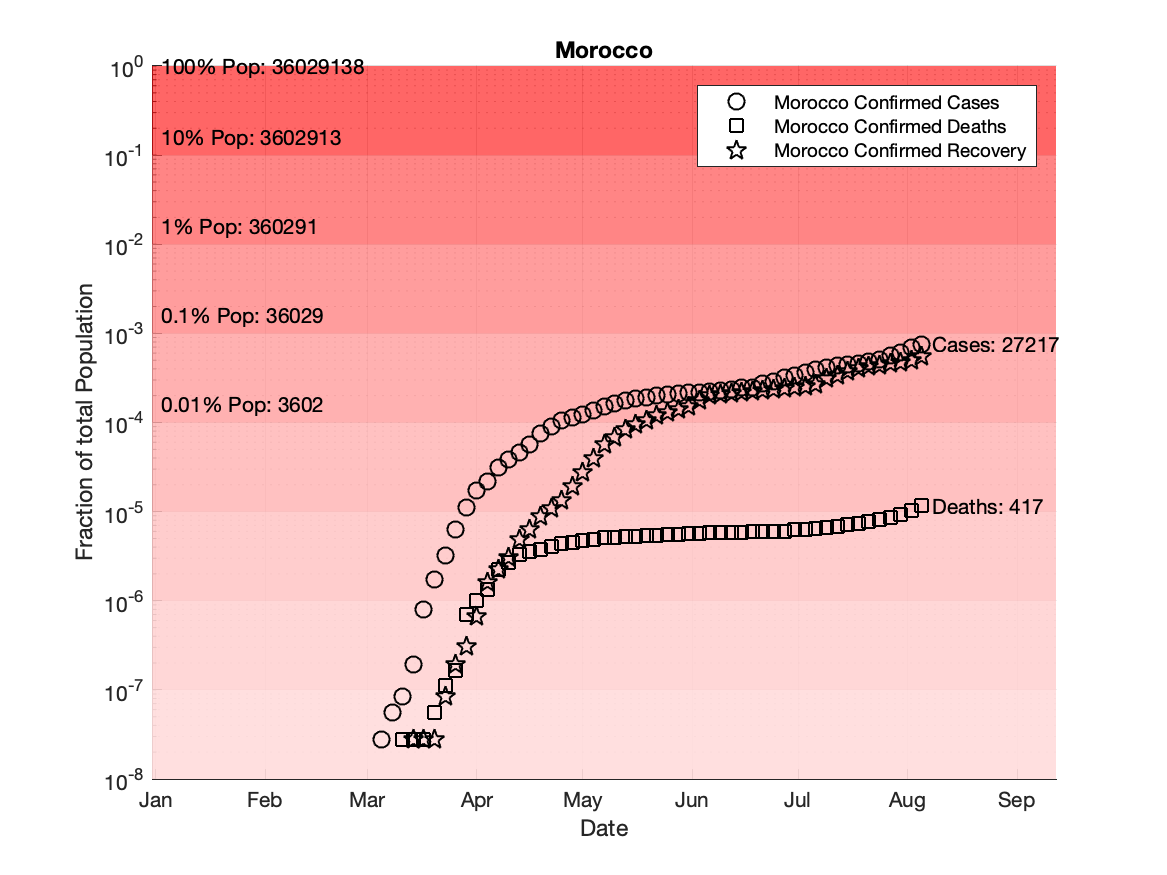 Morocco
10^0
100% Pop: 36029138
Morocco Confirmed Cases
Morocco Confirmed Deaths
Morocco Confirmed Recovery
10% Pop: 3602913
10^-1
1% Pop: 360291
10^-2
0.1% Pop: 36029
10^-3
Cases: 27217
0.01% Pop: 3602
10^-4
Deaths: 417
10^-5
10^-6
10^-7
10^-8
Fraction of total Population
Jan Feb Mar Apr May Jun Jul Aug Sep
Date